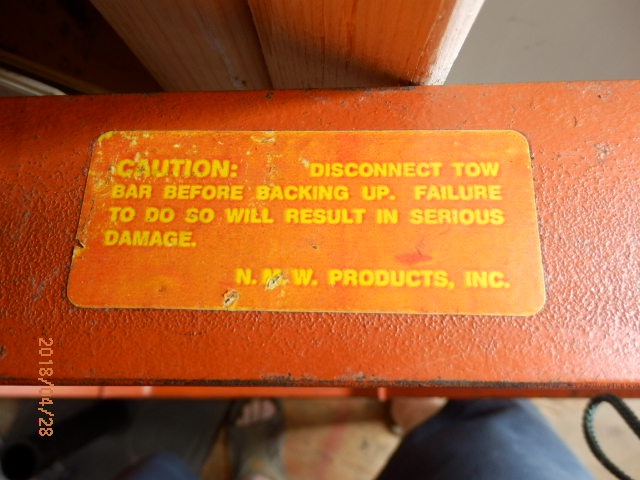 CAUTION: DISCONNECT TOW
BAR BEFORE BACKING UP. FAILURE
TO DO SO WILL RESULT IN SERIOUS
DAMAGE.
N. M. W. PRODUCTS, INC.
2018/04/28